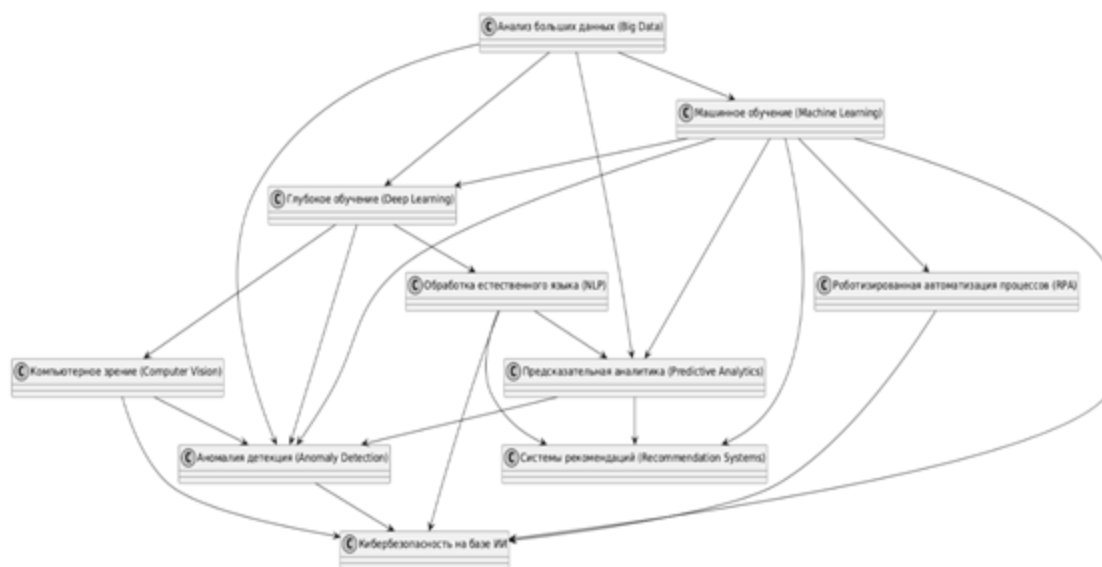 C Анализ больших данных (Big Data)
C Машинное обучение (Machine Learning)
C Глубокое обучение (Deep Learning)
C Обработка естественного языка (NLP)
C Роботизированная автоматизация процессов (RPA)
C Компьютерное зрение (Computer Vision)
C Предсказательная аналитика (Predictive Analytics)
C Аномалия детекция (Anomaly Detection)
C Системы рекомендаций (Recommendation Systems)
C Кибербезопасность на базе ИИ